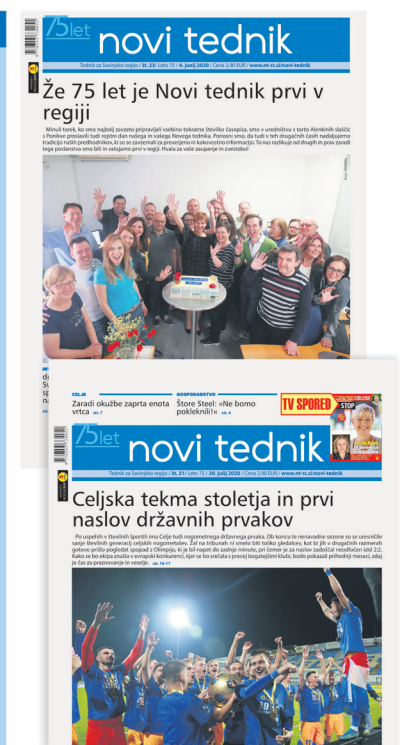 75let
novi tednik
Tednik za Savinjsko regijo / št. 23/ Leto 75 / 4. junij 2020 / Cena 2,90 EUR / www.nt-rc.si/novi-tednik
Že 75 let je Novi tednik prvi v
regiji
Minuli torek, ko smo najbolj zavzeto pripravljali vsebino tokratne številke časopisa, smo v uredništvu s torto Alenkinih slaščic
s Ponikve proslavili tudi rojstni dan našega in vašega Novega tednika. Ponosni smo, da tudi v teh drugačnih časih nadaljujemo
tradicijo naših predhodnikov, ki so se zavzemali za preverjeno in kakovostno informacijo. To nas razlikuje od drugih in prav zaradi
tega poslanstva smo bili in ostajamo prvi v regiji. Hvala za vaše zaupanje in zvestobo!
CELJE
Zaradi okužbe zaprta enota
vrtca str. 7
GOSPODARSTVO
Štore Steel: »Ne bomo
pokleknili!« str. 4
TV SPORED
STOP
75let
novi tednik
Tednik za Savinjsko regijo / št. 31/ Leto 75 / 30. julij 2020 / Cena 2,90 EUR / www.nt-rc.si/novi-tednik
Celjska tekma stoletja in prvi
naslov državnih prvakov
Po uspehih v številnih športih ima Celje tudi nogometnega državnega prvaka. Ob koncu te nenavadne sezone so se uresničile
sanje številnih generacij celjskih nogometašev. Žal na tribunah ni smelo biti toliko gledalcev, kot bi jih v drugačnih razmerah
gotovo prišlo pogledat spopad z Olimpijo, ki je bil napet do zadnje minute, pri čemer je za naslov zadoščal neodločen izid 2:2.
Kako se bo ekipa znašla v evropski konkurenci, kjer se bo srečala s precej bogatejšimi klubi, bodo pokazali prihodnji meseci, zdaj
je čas za praznovanje in veselje. str. 16-17